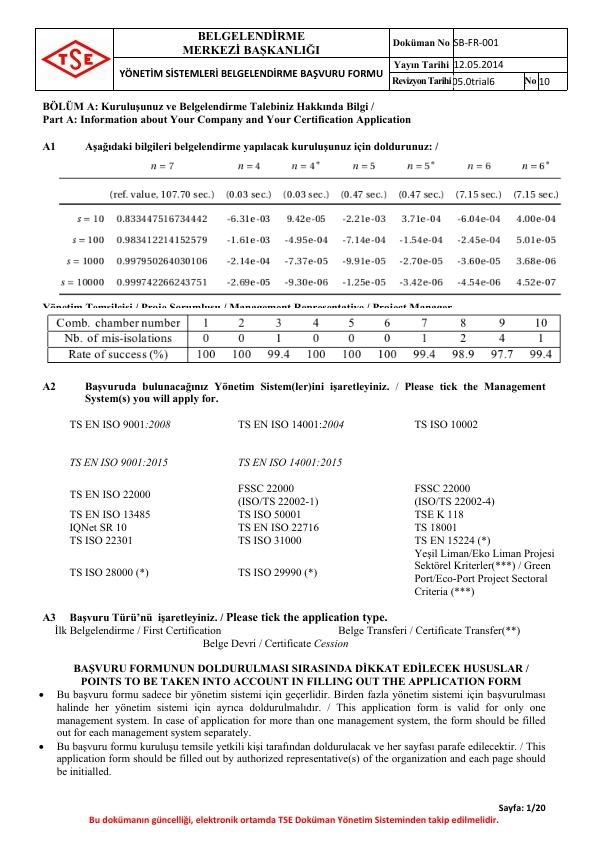 TSE
BELGELENDİRME
MERKEZİ BAŞKANLIĞI
YÖNETİM SİSTEMLERİ BELGELENDİRME BAŞVURU FORMU
Doküman No SB-FR-001
Yayın Tarihi 12.05.2014
Revizyon Tarihi 05.0trial6 No 10
BÖLÜM A: Kuruluşunuz ve Belgelendirme Talebiniz Hakkında Bilgi /
Part A: Information about Your Company and Your Certification Application
A1 Aşağıdaki bilgileri belgelendirme yapılacak kuruluşunuz için doldurunuz: /
n = 7 n = 4 n = 4* n = 5 n = 5* n = 6 n = 6*
(ref. value, 107.70 sec.) (0.03 sec.) (0.03 sec.) (0.47 sec.) (0.47 sec.) (7.15 sec.) (7.15 sec.)
s = 10 0.833447516734442 -6.31e-03 9.42e-05 -2.21e-03 3.71e-04 -6.04e-04 4.00e-04
s = 100 0.983412214152579 -1.61e-03 -4.95e-04 -7.14e-04 -1.54e-04 -2.45e-04 5.01e-05
s = 1000 0.997950264030106 -2.14e-04 -7.37e-05 -9.91e-05 -2.70e-05 -3.60e-05 3.68e-06
s = 10000 0.999742266243751 -2.69e-05 -9.30e-06 -1.25e-05 -3.42e-06 -4.54e-06 4.52e-07
Yönetim Temsilcisi / Proje Sorumlusu / Management Representative / Project Manager
Comb. chamber number 1 2 3 4 5 6 7 8 9 10
Nb. of mis-isolations 0 0 1 0 0 0 1 2 4 1
Rate of success (%) 100 100 99.4 100 100 100 99.4 98.9 97.7 99.4
A2 Başvuruda bulunacağınız Yönetim Sistem(ler)ini işaretleyiniz. / Please tick the Management
System(s) you will apply for.
TS EN ISO 9001:2008 TS EN ISO 14001:2004 TS ISO 10002
TS EN ISO 9001:2015 TS EN ISO 14001:2015
TS EN ISO 22000 FSSC 22000 (ISO/TS 22002-1) FSSC 22000 (ISO/TS 22002-4)
TS EN ISO 13485 TS ISO 50001 TSE K 118
IQNet SR 10 TS EN ISO 22716 TS 18001
TS ISO 22301 TS ISO 31000 TS EN 15224 (*)
TS ISO 28000 (*) TS ISO 29990 (*) Yeşil Liman/Eko Liman Projesi
Sektörel Kriterler(***) / Green
Port/Eco-Port Project Sectoral
Criteria (***)
A3 Başvuru Türü'nü işaretleyiniz. / Please tick the application type.
İlk Belgelendirme / First Certification Belge Transferi / Certificate Transfer(**)
Belge Devri / Certificate Cession
BAŞVURU FORMUNUN DOLDURULMASI SIRASINDA DİKKAT EDİLECEK HUSUSLAR /
POINTS TO BE TAKEN INTO ACCOUNT IN FILLING OUT THE APPLICATION FORM
• Bu başvuru formu sadece bir yönetim sistemi için geçerlidir. Birden fazla yönetim sistemi için başvurulması
halinde her yönetim sistemi için ayrıca doldurulmalıdır. / This application form is valid for only one
management system. In case of application for more than one management system, the form should be filled
out for each management system separately.
• Bu başvuru formu kuruluşu temsile yetkili kişi tarafından doldurulacak ve her sayfası parafe edilecektir. / This
application form should be filled out by authorized representative(s) of the organization and each page should
be initialled.
Sayfa: 1/20
Bu dokümanın güncelliği, elektronik ortamda TSE Doküman Yönetim Sisteminden takip edilmelidir.